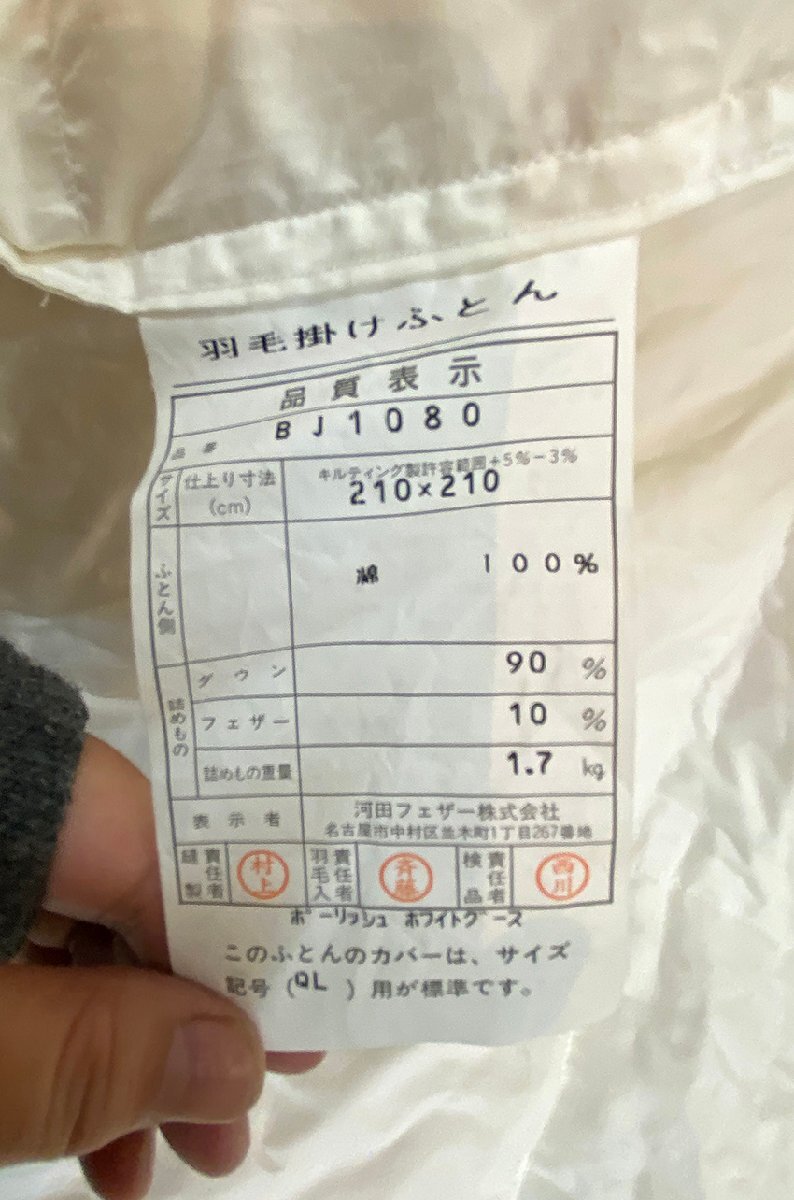 羽毛掛けふとん
品質表示
品番 BJ1080
サイズ 仕上り寸法 (cm) キルティング製許容範囲+5%-3%
210×210
ふとん側 綿 100%
詰めもの ダウン 90 %
フェザー 10 %
詰めもの重量 1.7 kg
表示者 河田フェザー株式会社
名古屋市中村区並木町1丁目267番地
縫製責任者 村上 羽毛入責任者 斉藤 検品責任者 西川
ポーリッシュ ホワイトグース
このふとんのカバーは、サイズ
記号(QL)用が標準です。